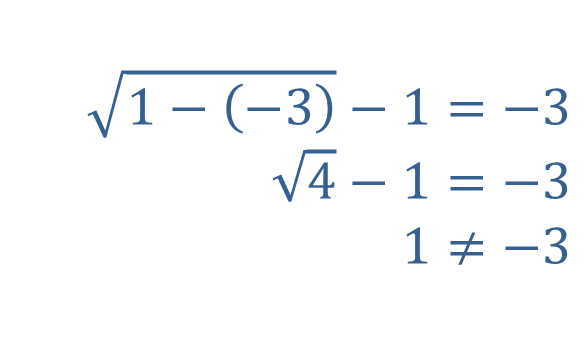 √(1 − (−3)) − 1 = −3
√4 − 1 = −3
1 ≠ −3